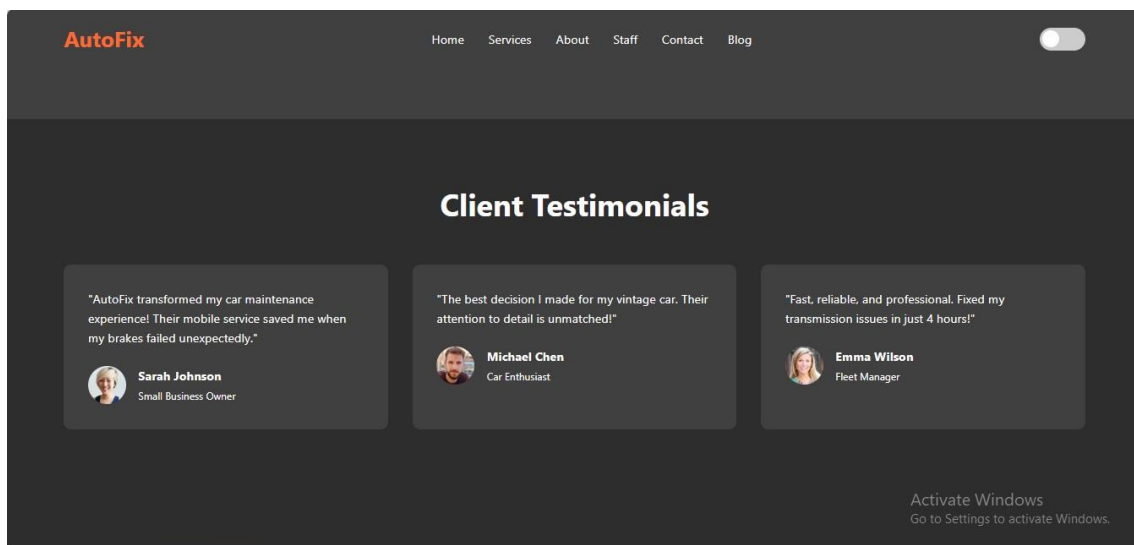 AutoFix
Home Services About Staff Contact Blog
Client Testimonials
"AutoFix transformed my car maintenance
experience! Their mobile service saved me when
my brakes failed unexpectedly."
Sarah Johnson
Small Business Owner
"The best decision I made for my vintage car. Their
attention to detail is unmatched!"
Michael Chen
Car Enthusiast
"Fast, reliable, and professional. Fixed my
transmission issues in just 4 hours!"
Emma Wilson
Fleet Manager
Activate Windows
Go to Settings to activate Windows.